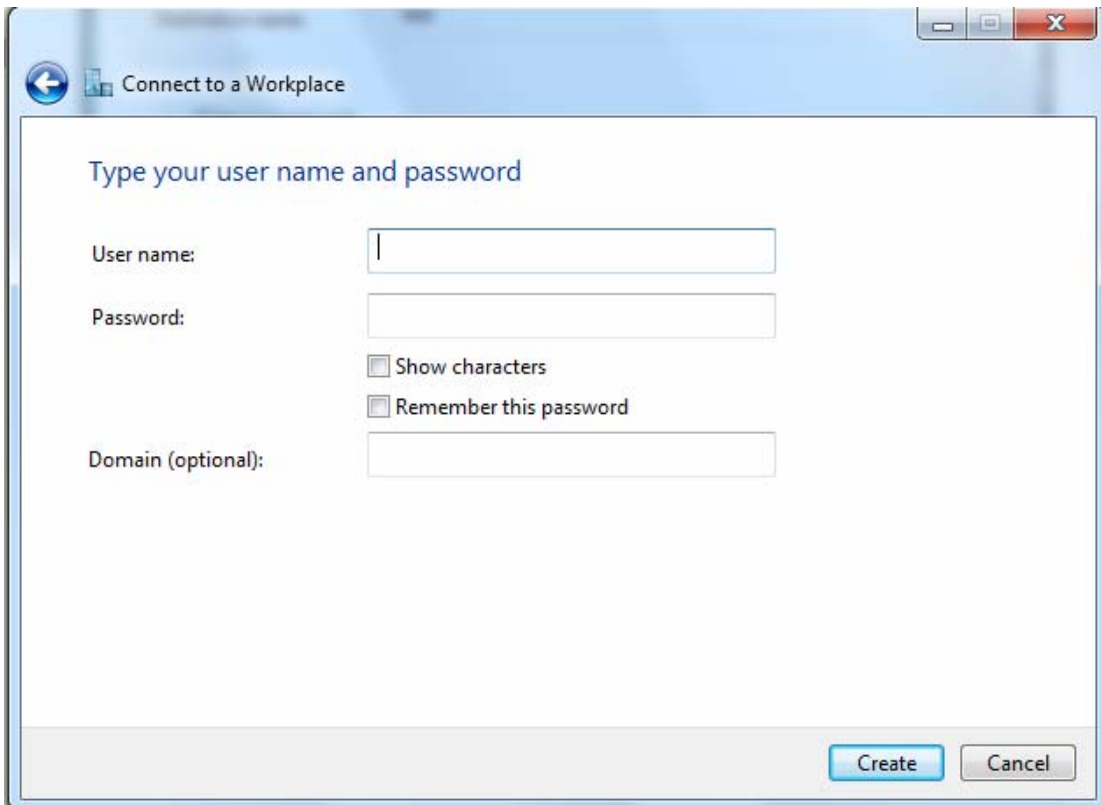 Connect to a Workplace
Type your user name and password
User name:
Password:
Show characters
Remember this password
Domain (optional):
Create Cancel